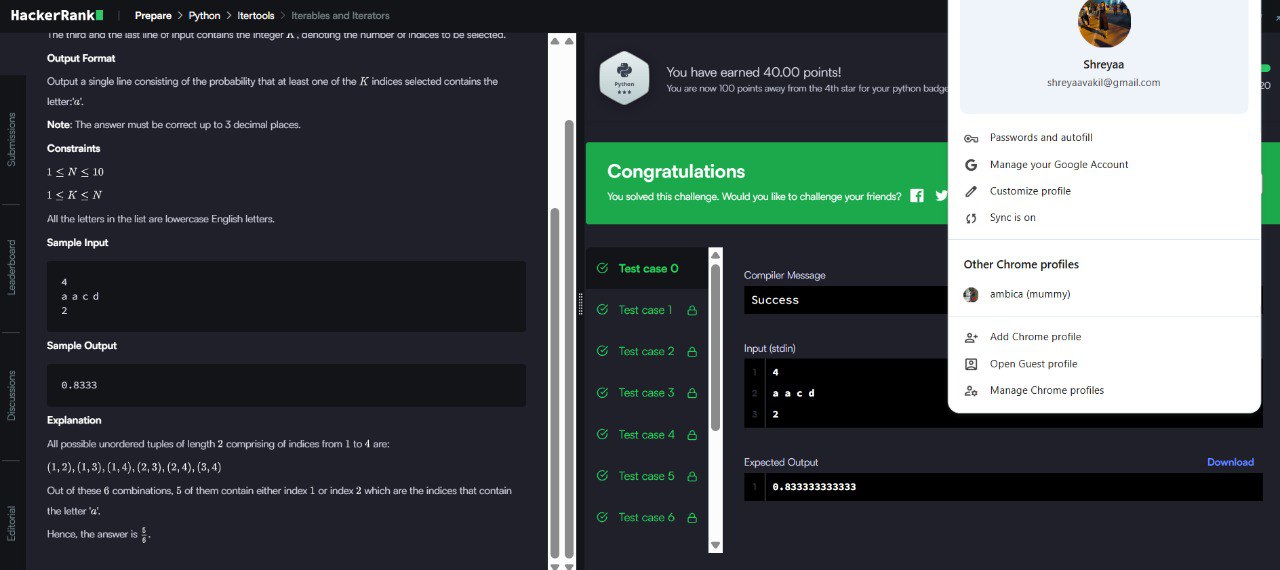 HackerRank
Prepare > Python > Itertools > Iterables and Iterators
The third and the last line of input contains the integer K, denoting the number of indices to be selected.
Output Format
Output a single line consisting of the probability that at least one of the K indices selected contains the
letter:'a'.
Note: The answer must be correct up to 3 decimal places.
Constraints
1 ≤ N ≤ 10
1 ≤ K ≤ N
All the letters in the list are lowercase English letters.
Sample Input
4
a a c d
2
Sample Output
0.8333
Explanation
All possible unordered tuples of length 2 comprising of indices from 1 to 4 are:
(1, 2), (1, 3), (1, 4), (2, 3), (2, 4), (3, 4)
Out of these 6 combinations, 5 of them contain either index 1 or index 2 which are the indices that contain
the letter 'a'.
Hence, the answer is 5/6.
Submissions
Leaderboard
Discussions
Editorial
Python
You have earned 40.00 points!
You are now 100 points away from the 4th star for your python badge
20
Congratulations
You solved this challenge. Would you like to challenge your friends?
Test case 0
Test case 1
Test case 2
Test case 3
Test case 4
Test case 5
Test case 6
Compiler Message
Success
Input (stdin)
1 4
2 a a c d
3 2
Expected Output
Download
1 0.833333333333
Shreyaa
shreyaavakil@gmail.com
Passwords and autofill
Manage your Google Account
Customize profile
Sync is on
Other Chrome profiles
ambica (mummy)
Add Chrome profile
Open Guest profile
Manage Chrome profiles